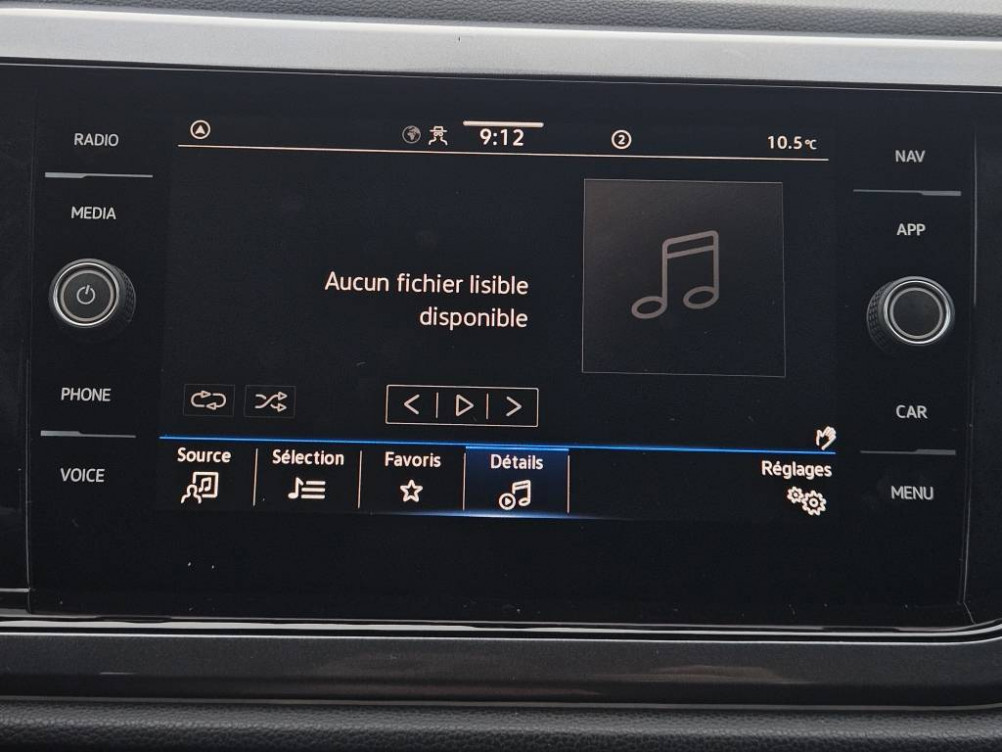 RADIO
MEDIA
PHONE
VOICE
9:12
2
10.5°C
Aucun fichier lisible
disponible
Source
Sélection
Favoris
Détails
Réglages
NAV
APP
CAR
MENU